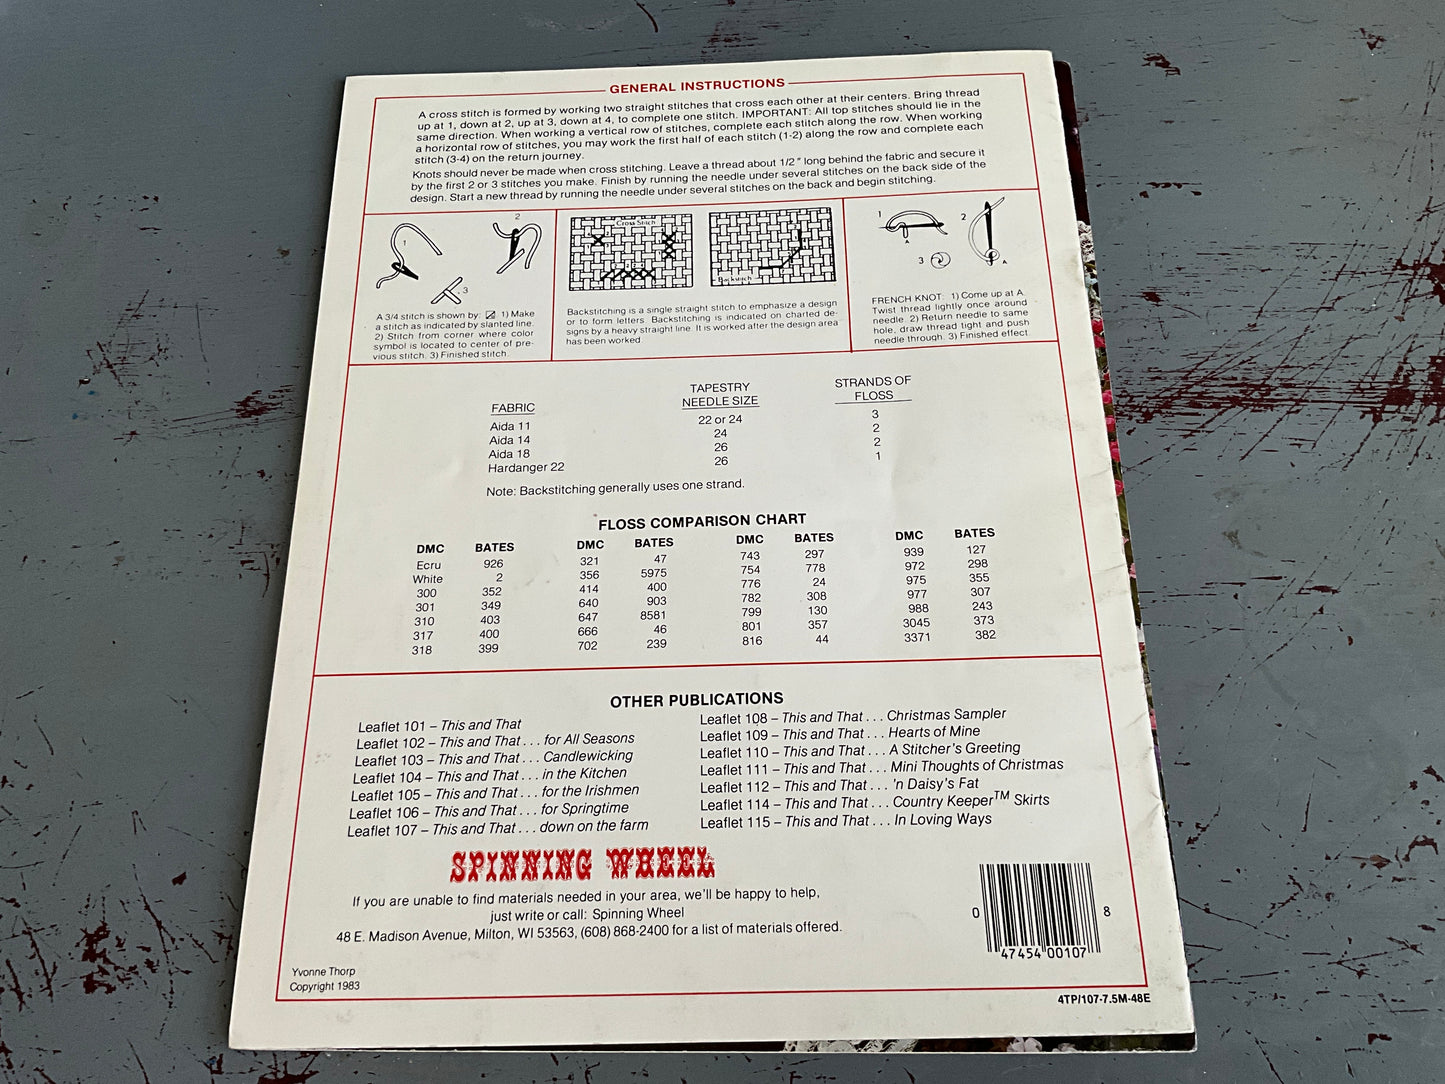 GENERAL INSTRUCTIONS
A cross stitch is formed by working two straight stitches that cross each other at their centers. Bring thread
up at 1, down at 2, up at 3, down at 4, to complete one stitch. IMPORTANT: All top stitches should lie in the
same direction. When working a vertical row of stitches, complete each stitch along the row. When working
a horizontal row of stitches, you may work the first half of each stitch (1-2) along the row and complete each
stitch (3-4) on the return journey.
Knots should never be made when cross stitching. Leave a thread about 1/2" long behind the fabric and secure it
by the first 2 or 3 stitches you make. Finish by running the needle under several stitches on the back side of the
design. Start a new thread by running the needle under several stitches on the back and begin stitching.
1
2
3
A 3/4 stitch is shown by: 1) Make
a stitch as indicated by slanted line.
2) Stitch from corner where color
symbol is located to center of pre-
vious stitch. 3) Finished stitch.
Cross Stitch
Backstitch
Backstitching is a single straight stitch to emphasize a design
or to form letters. Backstitching is indicated on charted de-
signs by a heavy straight line. It is worked after the design area
has been worked.
1
A
2
A
3
FRENCH KNOT: 1) Come up at A.
Twist thread lightly once around
needle. 2) Return needle to same
hole, draw thread tight and push
needle through. 3) Finished effect.
FABRIC TAPESTRY NEEDLE SIZE STRANDS OF FLOSS
Aida 11 22 or 24 3
Aida 14 24 2
Aida 18 26 2
Hardanger 22 26 1
Note: Backstitching generally uses one strand.
FLOSS COMPARISON CHART
DMC BATES DMC BATES DMC BATES DMC BATES
Ecru 926 321 47 743 297 939 127
White 2 356 5975 754 778 972 298
300 352 414 400 776 24 975 355
301 349 640 903 782 308 977 307
310 403 647 8581 799 130 988 243
317 400 666 46 801 357 3045 373
318 399 702 239 816 44 3371 382
OTHER PUBLICATIONS
Leaflet 101 – This and That
Leaflet 102 – This and That . . . for All Seasons
Leaflet 103 – This and That . . . Candlewicking
Leaflet 104 – This and That . . . in the Kitchen
Leaflet 105 – This and That . . . for the Irishmen
Leaflet 106 – This and That . . . for Springtime
Leaflet 107 – This and That . . . down on the farm
Leaflet 108 – This and That . . . Christmas Sampler
Leaflet 109 – This and That . . . Hearts of Mine
Leaflet 110 – This and That . . . A Stitcher's Greeting
Leaflet 111 – This and That . . . Mini Thoughts of Christmas
Leaflet 112 – This and That . . . 'n Daisy's Fat
Leaflet 114 – This and That . . . Country Keeper™ Skirts
Leaflet 115 – This and That . . . In Loving Ways
SPINNING WHEEL
If you are unable to find materials needed in your area, we'll be happy to help,
just write or call: Spinning Wheel
48 E. Madison Avenue, Milton, WI 53563, (608) 868-2400 for a list of materials offered.
0 47454 00107 8
Yvonne Thorp
Copyright 1983
4TP/107-7.5M-48E